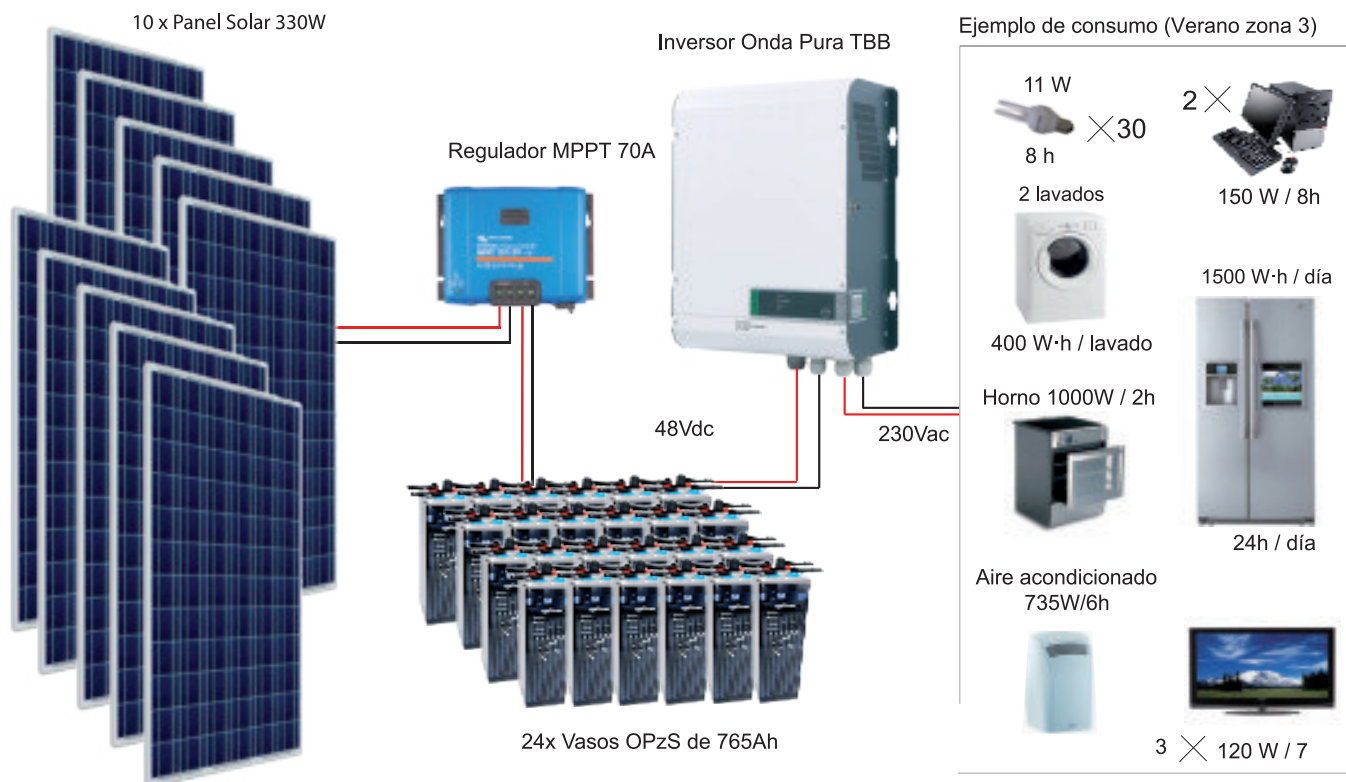 10 x Panel Solar 330W
Inversor Onda Pura TBB
Ejemplo de consumo (Verano zona 3)
Regulador MPPT 70A
11 W
×30
8 h
2 ×
150 W / 8h
2 lavados
400 W·h / lavado
1500 W·h / día
24h / día
Horno 1000W / 2h
48Vdc
230Vac
Aire acondicionado
735W/6h
3 × 120 W / 7
24x Vasos OPzS de 765Ah